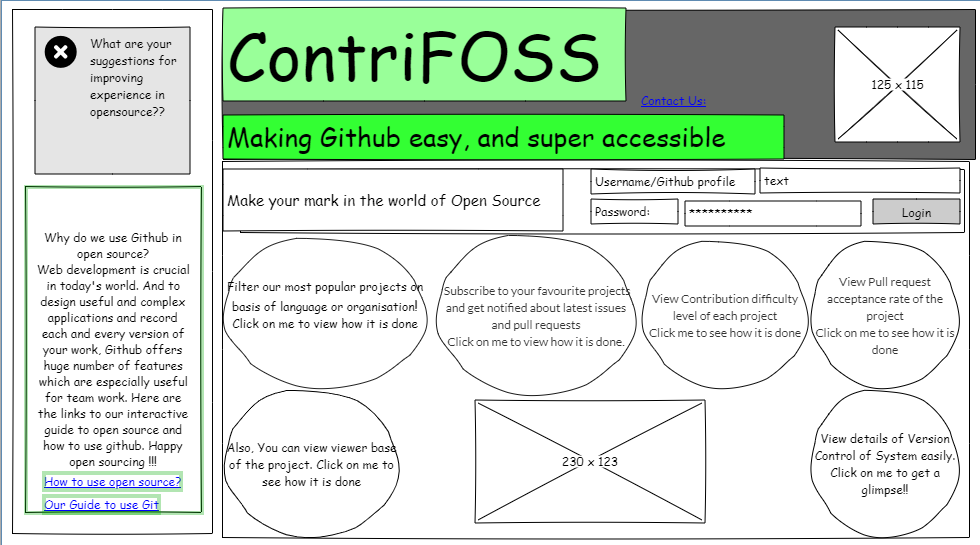 What are your
suggestions for
improving
experience in
opensource??
Why do we use Github in
open source?
Web development is crucial
in today's world. And to
design useful and complex
applications and record
each and every version of
your work, Github offers
huge number of features
which are especially useful
for team work. Here are
the links to our interactive
guide to open source and
how to use github. Happy
open sourcing !!!
How to use open source?
Our Guide to use Git
ContriFOSS
Contact Us:
125 x 115
Making Github easy, and super accessible
Make your mark in the world of Open Source
Username/Github profile
text
Password:
**********
Login
Filter our most popular projects on
basis of language or organisation!
Click on me to view how it is done
Subscribe to your favourite projects
and get notified about latest issues
and pull requests
Click on me to view how it is done.
View Contribution difficulty
level of each project
Click me to see how it is done
View Pull request
acceptance rate of the
project
Click on me to see how it is
done
Also, You can view viewer base
of the project. Click on me to
see how it is done
230 x 123
View details of Version
Control of System easily.
Click on me to get a
glimpse!!